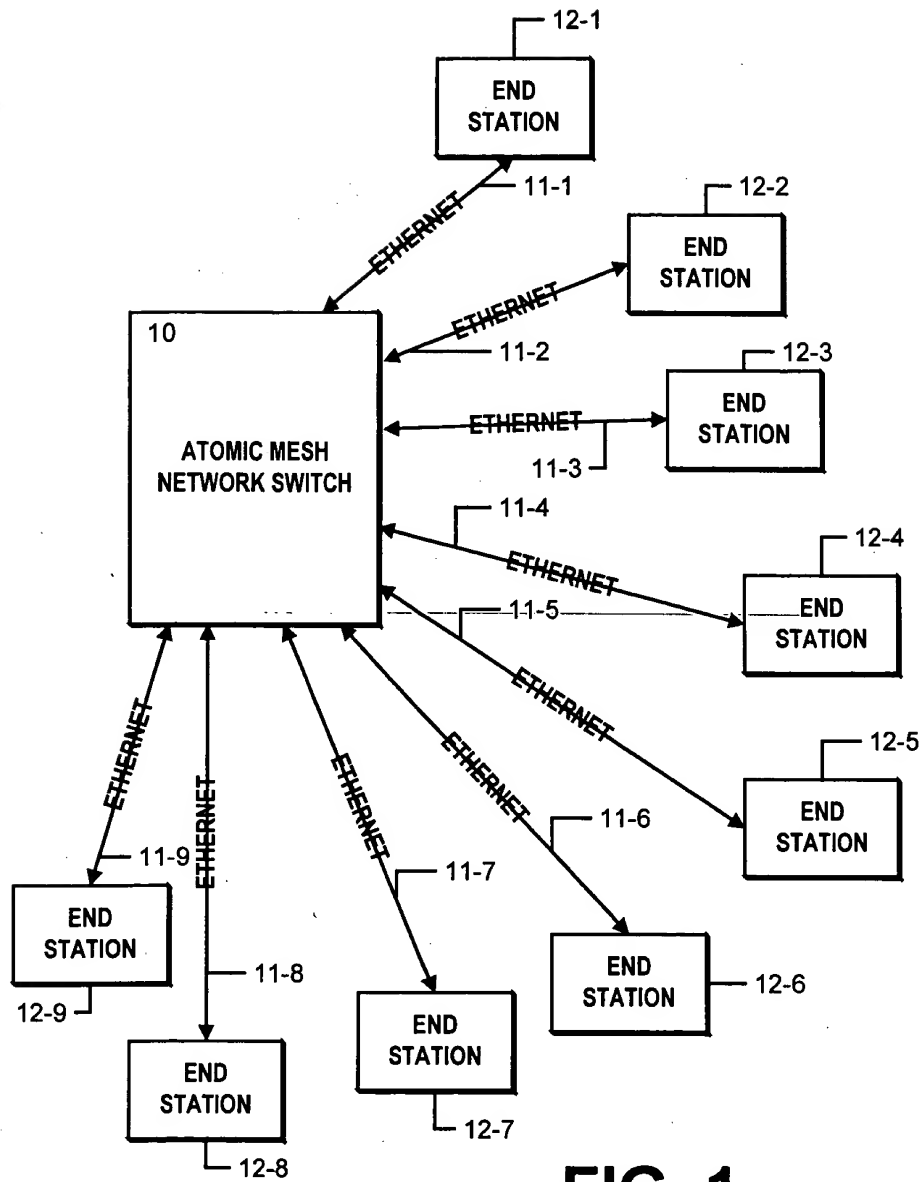 12-1
END
STATION
11-1
ETHERNET
12-2
END
STATION
ETHERNET
11-2
10
ATOMIC MESH
NETWORK SWITCH
12-3
END
STATION
ETHERNET
11-3
11-4
ETHERNET
12-4
END
STATION
11-5
ETHERNET
12-5
END
STATION
ETHERNET
11-6
END
STATION
12-6
ETHERNET
11-7
END
STATION
12-7
ETHERNET
11-8
END
STATION
12-8
ETHERNET
11-9
END
STATION
12-9
FIG. 1